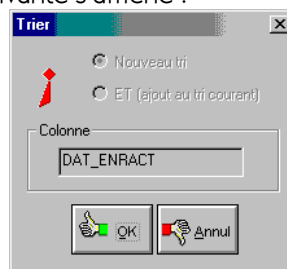 vante s'affiche :
Trier
Nouveau tri
ET (ajout au tri courant)
Colonne
DAT_ENRACT
OK
Annul